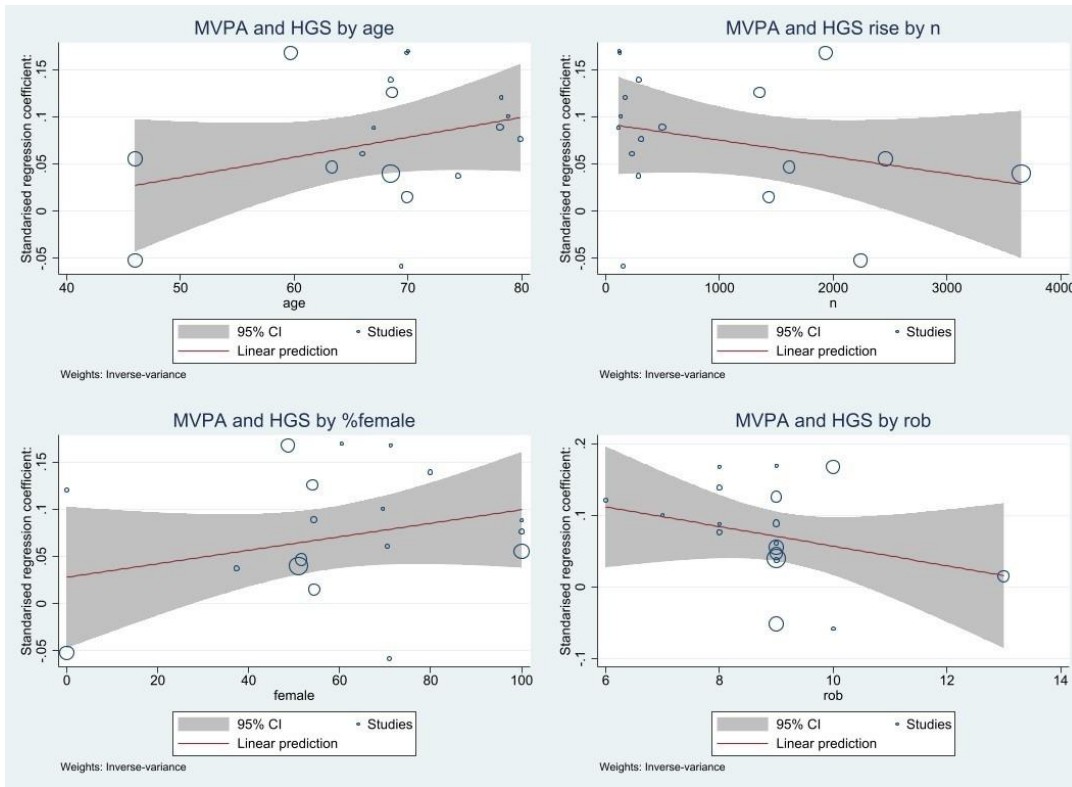 MVPA and HGS by age
Standarised regression coefficient:
.15
.1
.05
0
-.05
40 50 60 70 80
age
95% CI Studies
Linear prediction
Weights: Inverse-variance
MVPA and HGS rise by n
Standarised regression coefficient:
.15
.1
.05
0
-.05
0 1000 2000 3000 4000
n
95% CI Studies
Linear prediction
Weights: Inverse-variance
MVPA and HGS by %female
Standarised regression coefficient:
.15
.1
.05
0
-.05
0 20 40 60 80 100
female
95% CI Studies
Linear prediction
Weights: Inverse-variance
MVPA and HGS by rob
Standarised regression coefficient:
.2
.1
0
-.1
6 8 10 12 14
rob
95% CI Studies
Linear prediction
Weights: Inverse-variance